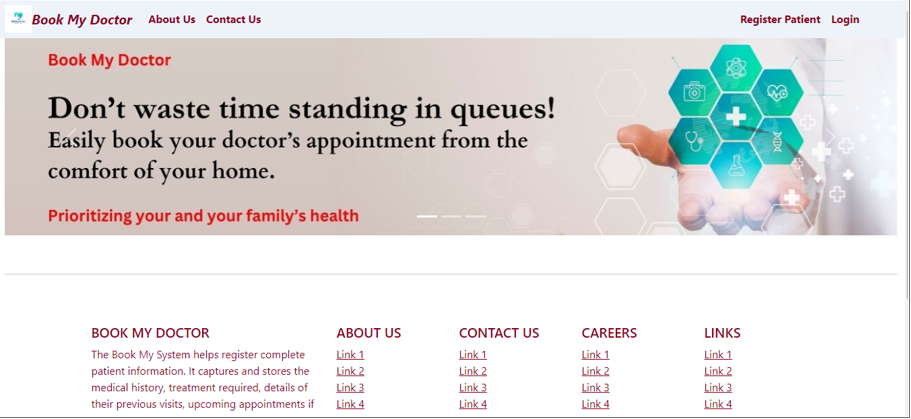 Book My Doctor About Us Contact Us Register Patient Login
Book My Doctor
Don't waste time standing in queues!
Easily book your doctor's appointment from the
comfort of your home.
Prioritizing your and your family's health
BOOK MY DOCTOR
The Book My System helps register complete
patient information. It captures and stores the
medical history, treatment required, details of
their previous visits, upcoming appointments if
ABOUT US
Link 1
Link 2
Link 3
Link 4
CONTACT US
Link 1
Link 2
Link 3
Link 4
CAREERS
Link 1
Link 2
Link 3
Link 4
LINKS
Link 1
Link 2
Link 3
Link 4